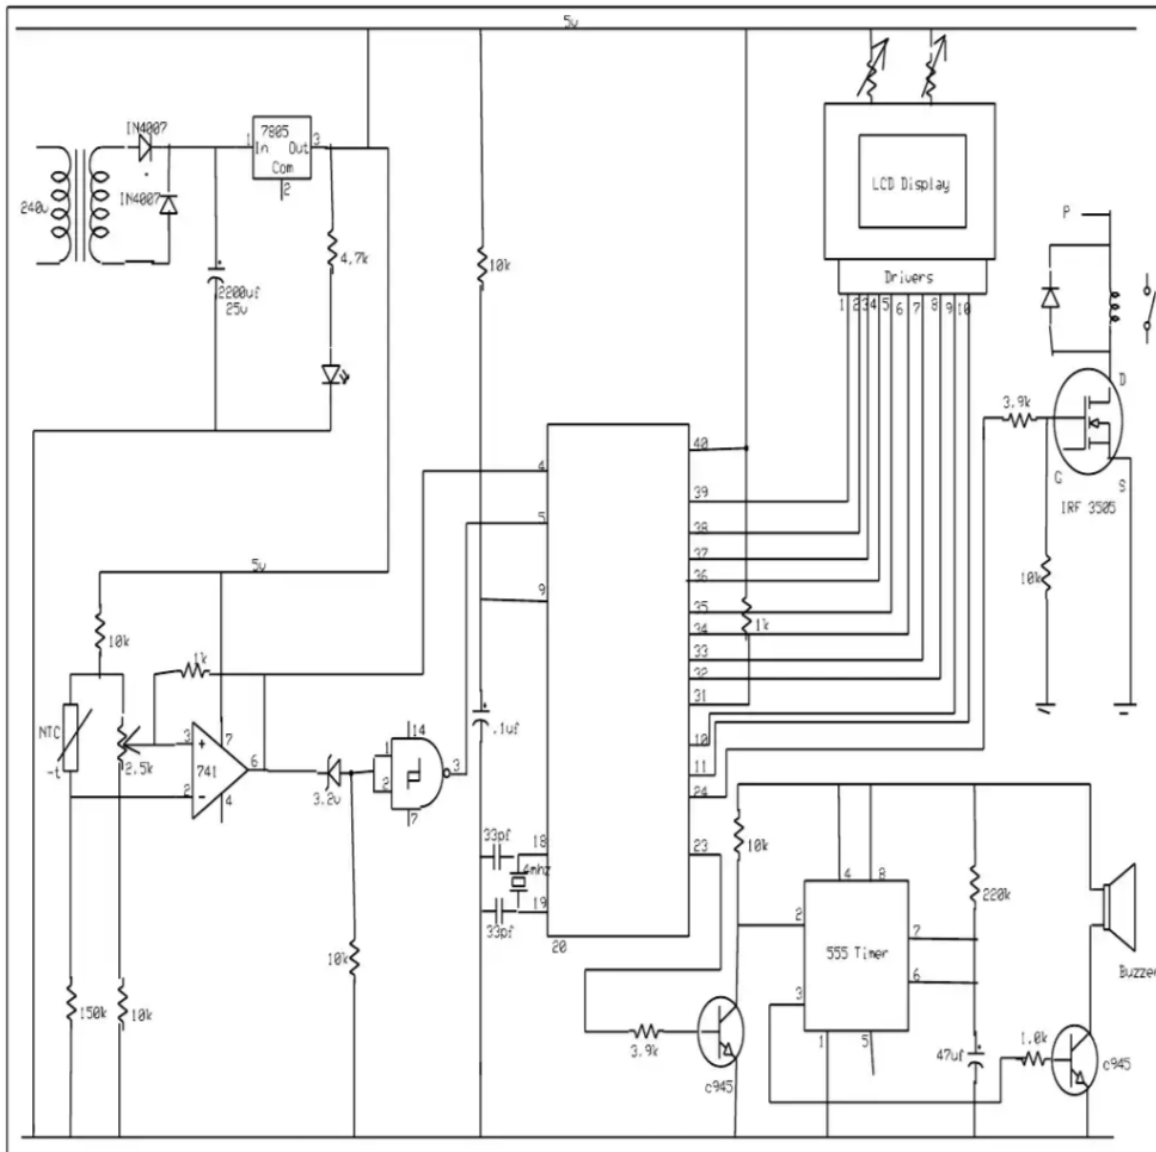 5v
IN4007
7805
1
3
In Out
Com
2
IN4007
240v
LCD Display
P
4.7k
10k
Drivers
2200uf
25v
1 2 3 4 5 6 7 8 9 10
D
3.9k
G
S
IRF 3505
40
4
39
5
38
37
5v
36
10k
9
35
10k
1k
34
1k
33
32
31
NTC
-t
3
+
7
.1uf
14
10
2.5k
741
6
1
3
11
2
-
4
3.2v
2
24
7
33pf
18
23
10k
4mhz
4
8
220k
19
33pf
2
7
20
555 Timer
10k
6
Buzzer
3
150k
10k
3.9k
1
5
47uf
1.0k
c945
c945